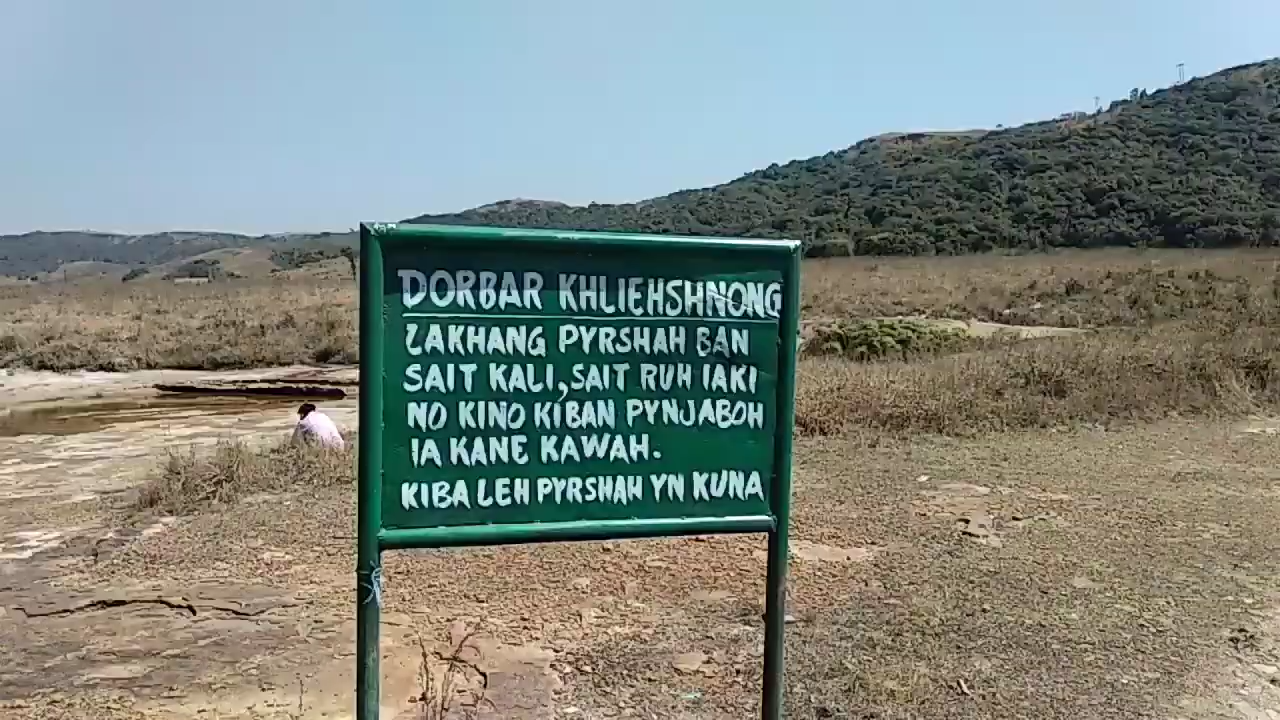 DORBAR KHLIEHSHNONG
ZAKHANG PYRSHAH BAN
SAIT KALI, SAIT RUH IAKI
NO KINO KIBAN PYNJABOH
IA KANE KAWAH.
KIBA LEH PYRSHAH YN KUNA